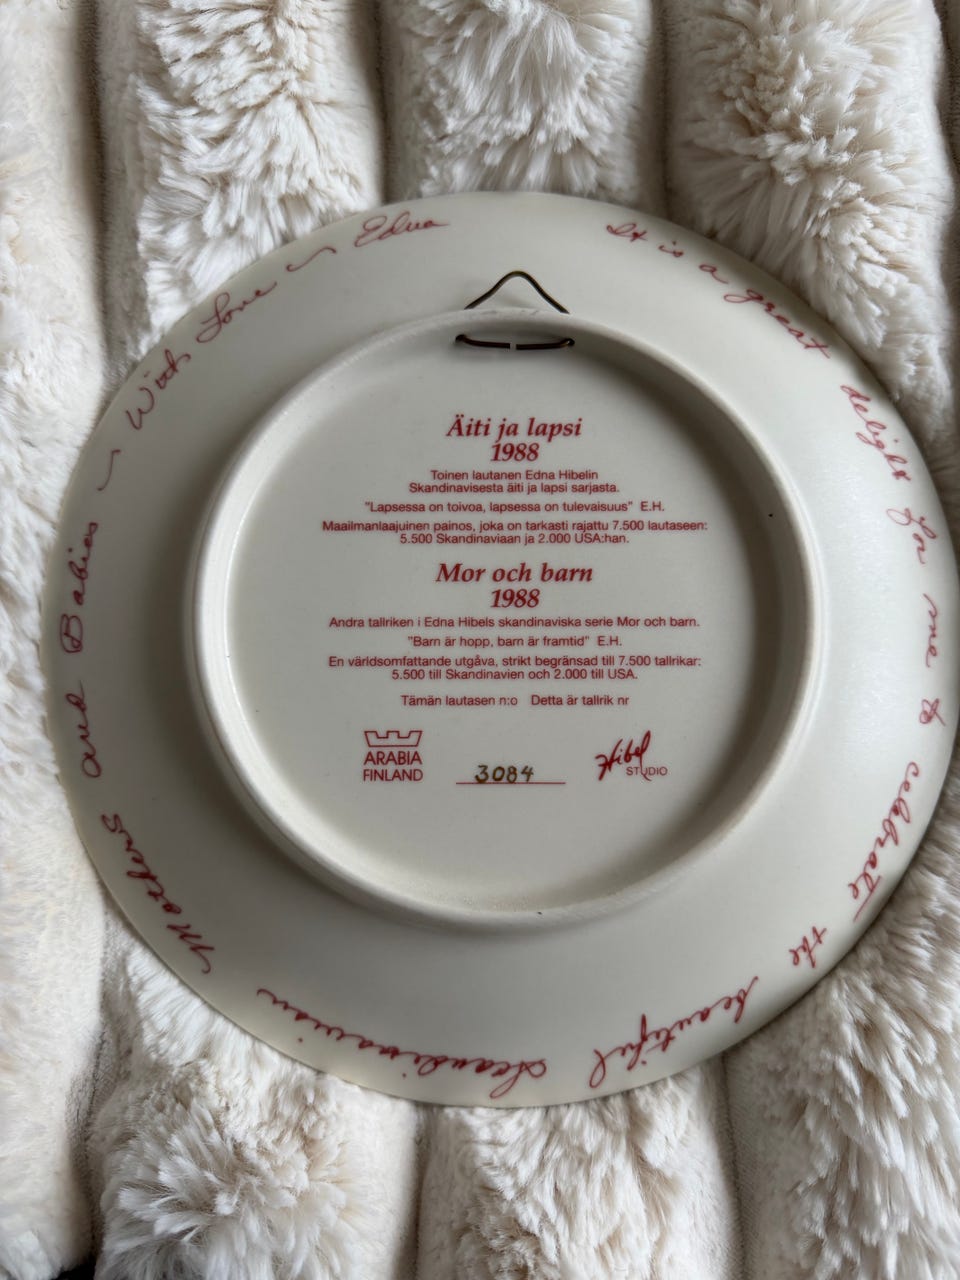 It is a great delight for me to celebrate the beautiful Scandinavian Mothers and Babies ~ With Love ~ Edna
Äiti ja lapsi
1988
Toinen lautanen Edna Hibelin
Skandinavisesta äiti ja lapsi sarjasta.
"Lapsessa on toivoa, lapsessa on tulevaisuus" E.H.
Maailmanlaajuinen painos, joka on tarkasti rajattu 7.500 lautaseen:
5.500 Skandinaviaan ja 2.000 USA:han.
Mor och barn
1988
Andra tallriken i Edna Hibels skandinaviska serie Mor och barn.
"Barn är hopp, barn är framtid" E.H.
En världsomfattande utgåva, strikt begränsad till 7.500 tallrikar:
5.500 till Skandinavien och 2.000 till USA.
Tämän lautasen n:o Detta är tallrik nr
ARABIA
FINLAND
3084
Hibel
STUDIO